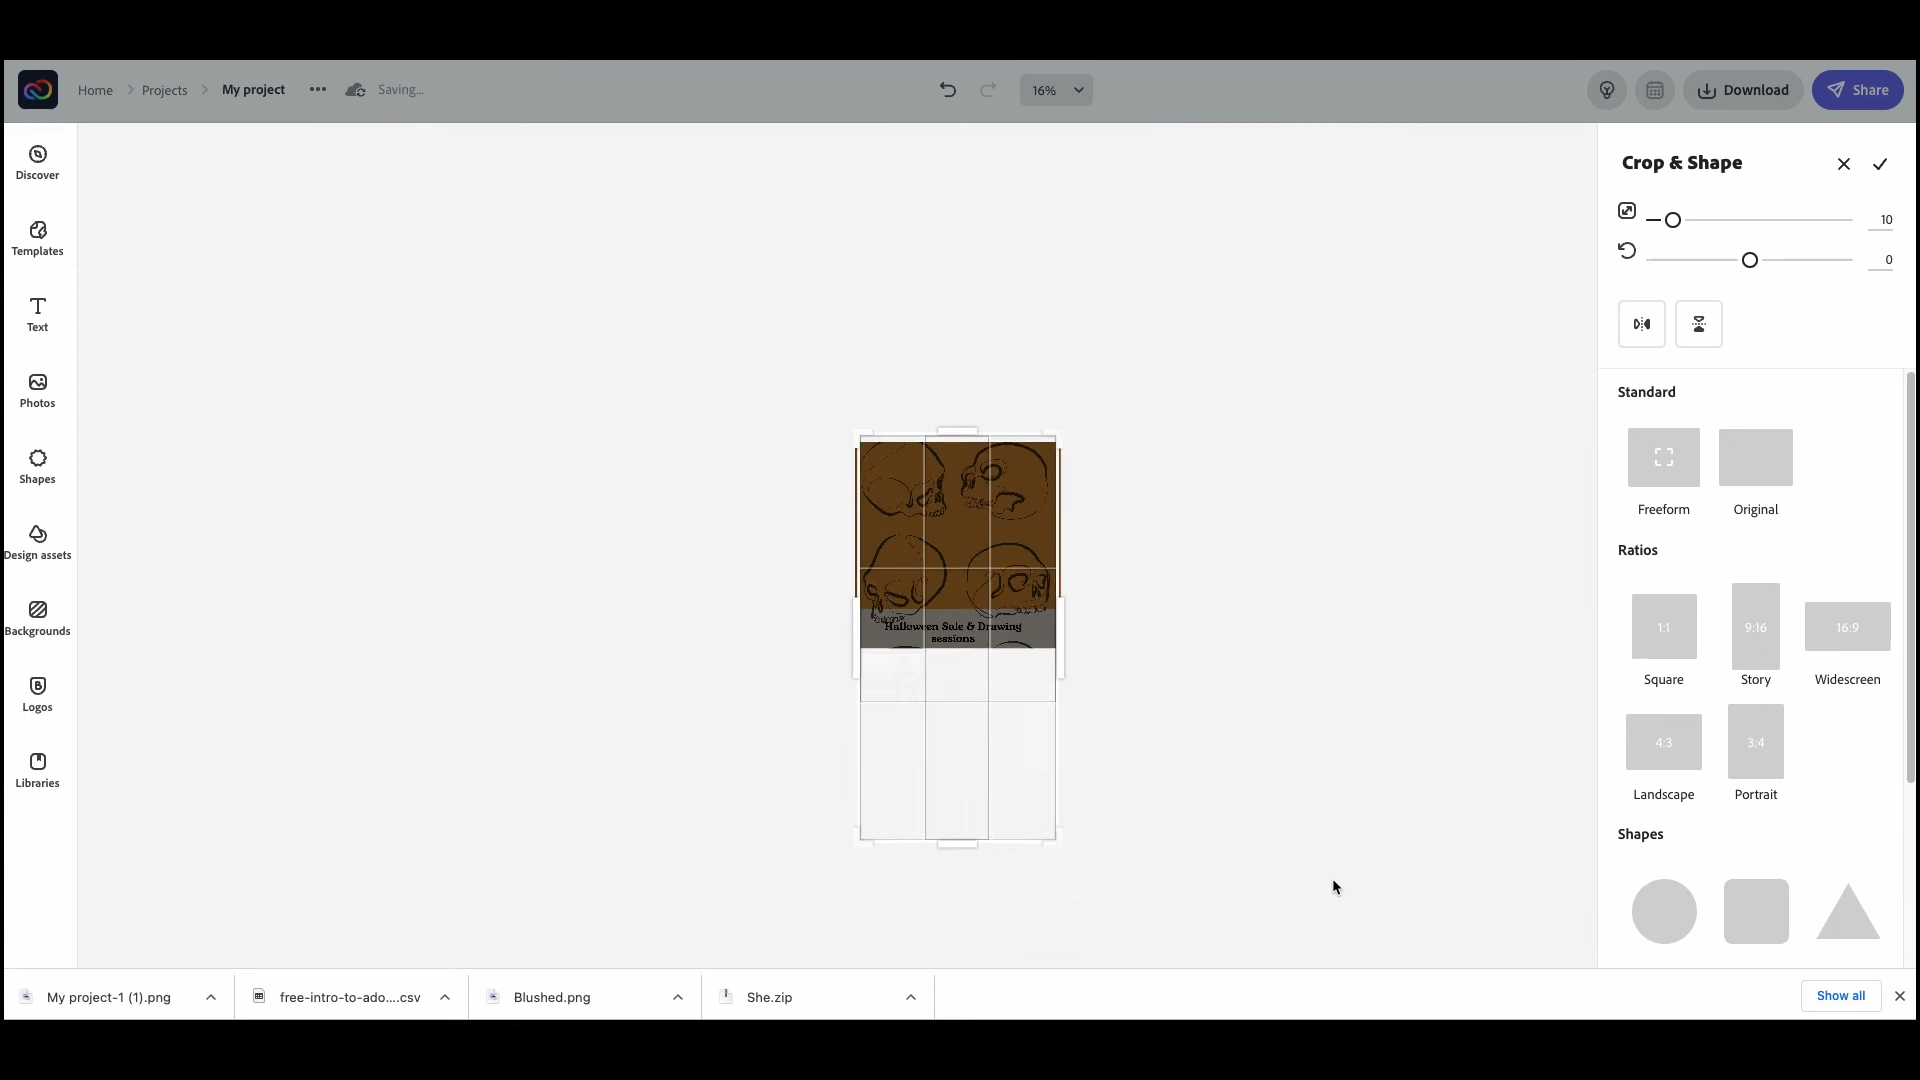 Home
Projects
My project
Saving...
16%
Download
Share
Discover
Templates
Text
Photos
Shapes
Design assets
Backgrounds
Logos
Libraries
Halloween Sale & Drawing
sessions
Crop & Shape
10
0
Standard
Freeform
Original
Ratios
1:1
9:16
16:9
Square
Story
Widescreen
4:3
3:4
Landscape
Portrait
Shapes
My project-1 (1).png
free-intro-to-ado....csv
Blushed.png
She.zip
Show all